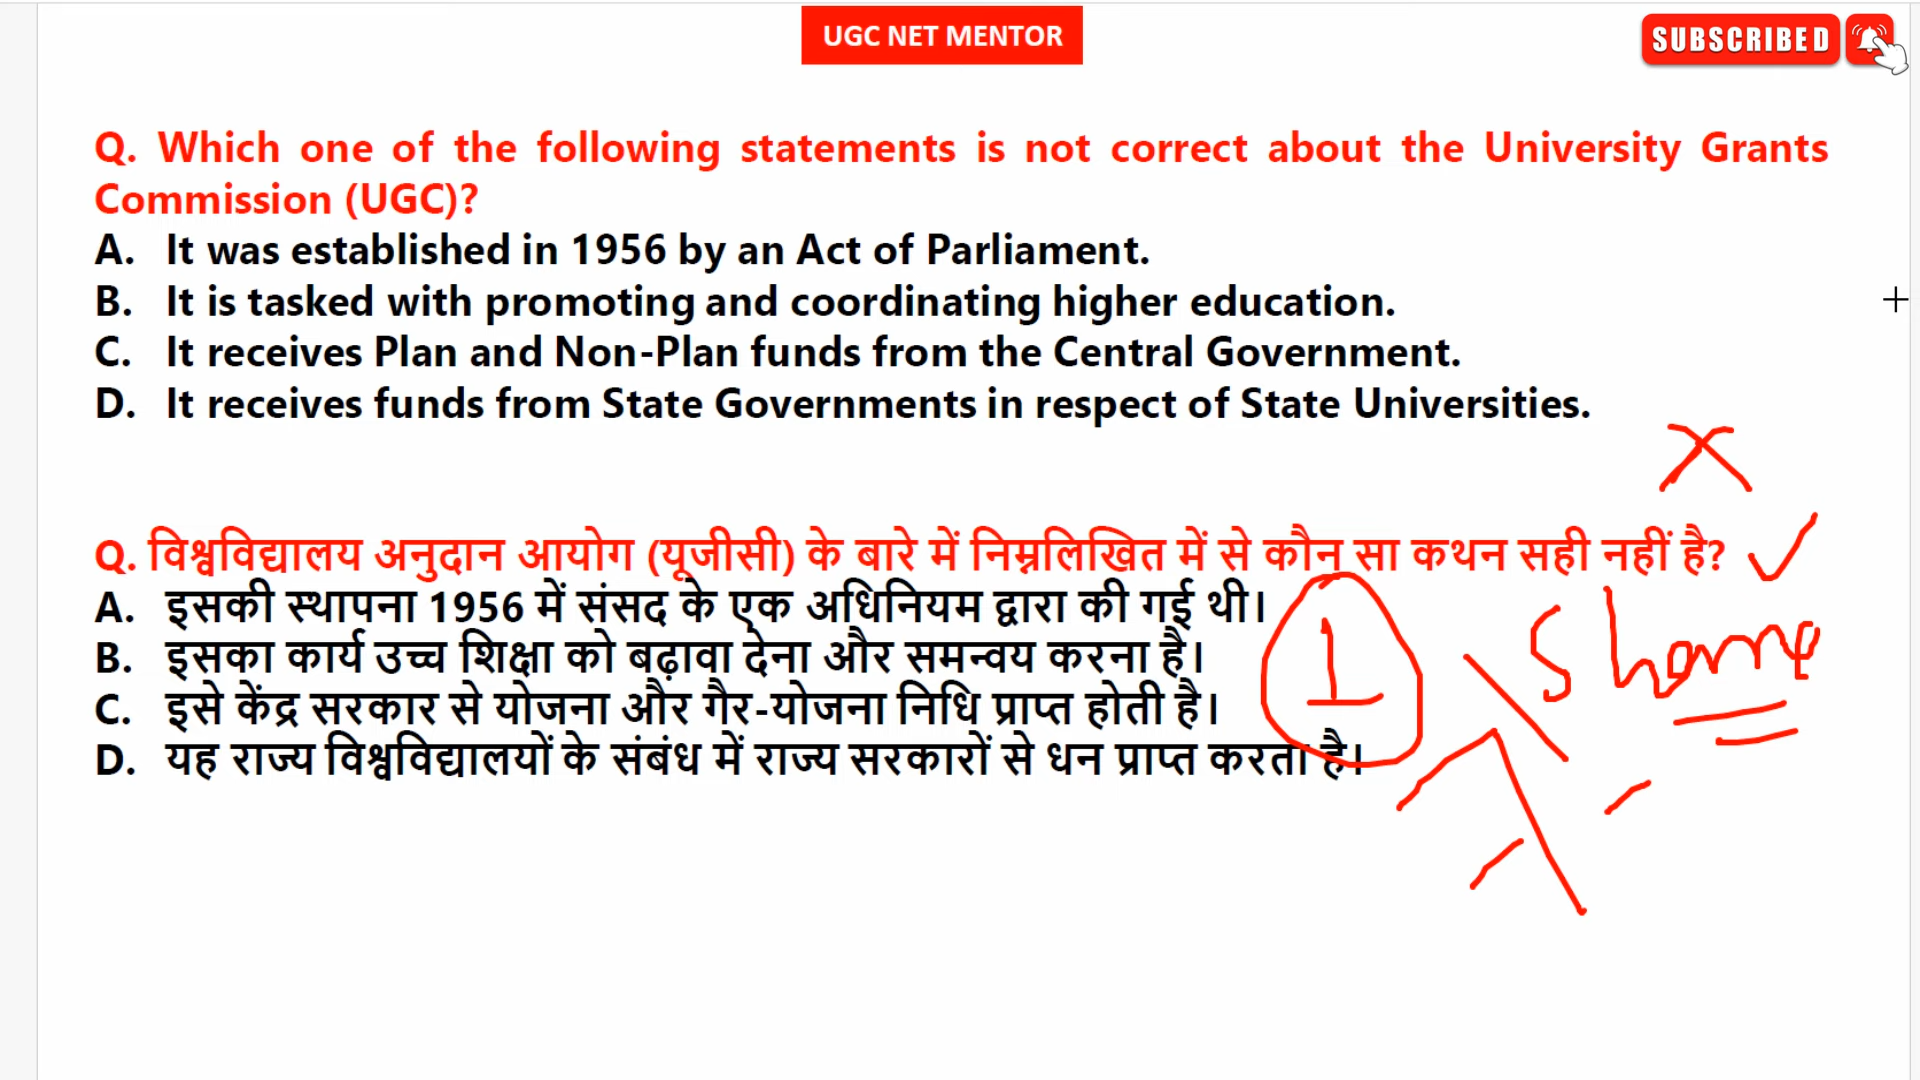 UGC NET MENTOR
SUBSCRIBED
Q. Which one of the following statements is not correct about the University Grants
Commission (UGC)?
A. It was established in 1956 by an Act of Parliament.
B. It is tasked with promoting and coordinating higher education.
C. It receives Plan and Non-Plan funds from the Central Government.
D. It receives funds from State Governments in respect of State Universities.
Q. विश्वविद्यालय अनुदान आयोग (यूजीसी) के बारे में निम्नलिखित में से कौन सा कथन सही नहीं है?
A. इसकी स्थापना 1956 में संसद के एक अधिनियम द्वारा की गई थी।
B. इसका कार्य उच्च शिक्षा को बढ़ावा देना और समन्वय करना है।
C. इसे केंद्र सरकार से योजना और गैर-योजना निधि प्राप्त होती है।
D. यह राज्य विश्वविद्यालयों के संबंध में राज्य सरकारों से धन प्राप्त करता है।
1